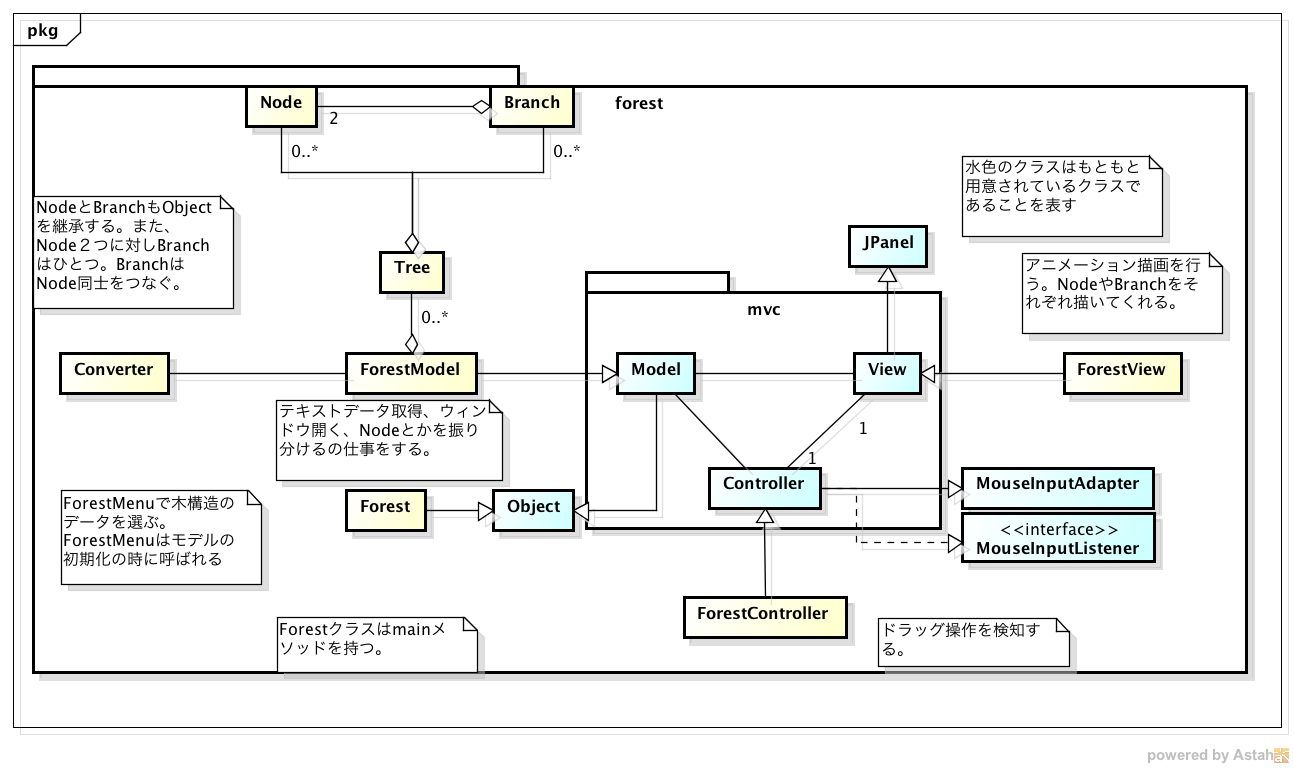 pkg
Node
Branch
forest
2
0..*
0..*
水色のクラスはもともと
用意されているクラスで
あることを表す
NodeとBranchもObject
を継承する。また、
Node２つに対しBranch
はひとつ。Branchは
Node同士をつなぐ。
JPanel
Tree
アニメーション描画を行
う。NodeやBranchをそ
れぞれ描いてくれる。
0..*
mvc
Converter
ForestModel
Model
View
ForestView
テキストデータ取得、ウィン
ドウ開く、Nodeとかを振り
分けるの仕事をする。
1
1
Controller
MouseInputAdapter
ForestMenuで木構造の
データを選ぶ。
ForestMenuはモデルの
初期化の時に呼ばれる
Forest
Object
<<interface>>
MouseInputListener
ForestController
Forestクラスはmainメ
ソッドを持つ。
ドラッグ操作を検知す
る。
powered by Astah